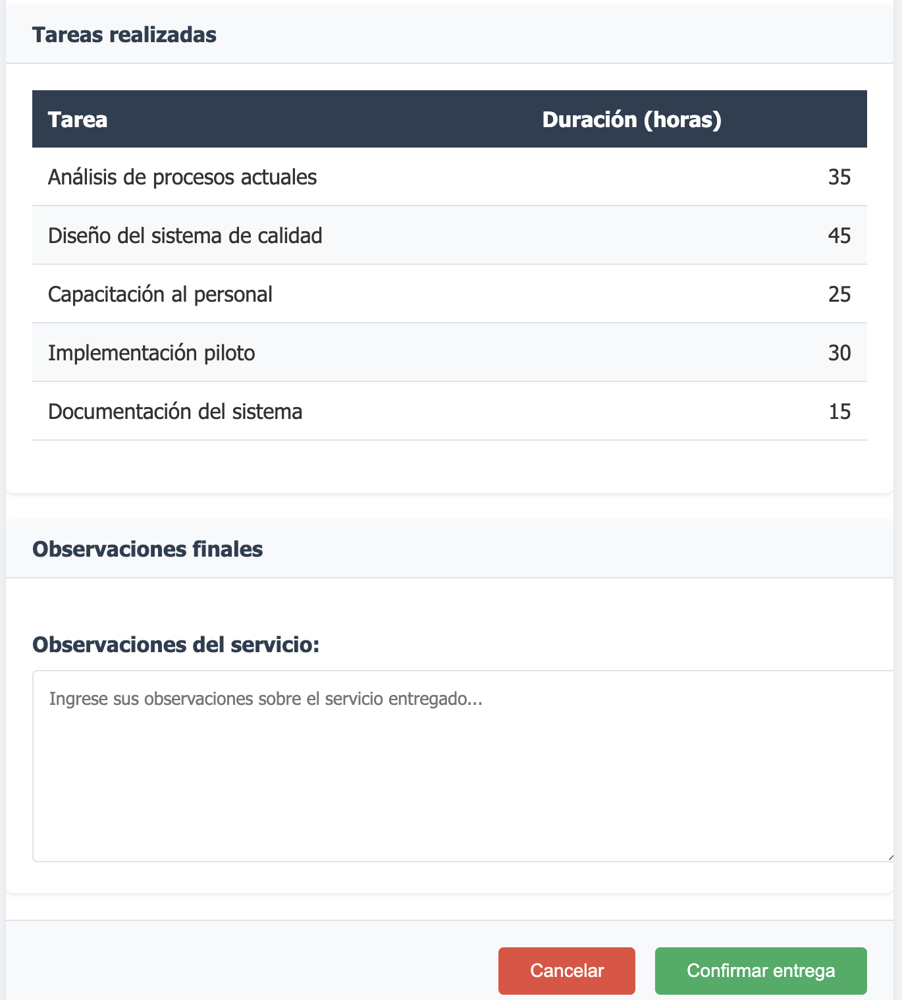 Tareas realizadas
Tarea Duración (horas)
Análisis de procesos actuales 35
Diseño del sistema de calidad 45
Capacitación al personal 25
Implementación piloto 30
Documentación del sistema 15
Observaciones finales
Observaciones del servicio:
Ingrese sus observaciones sobre el servicio entregado...
Cancelar Confirmar entrega